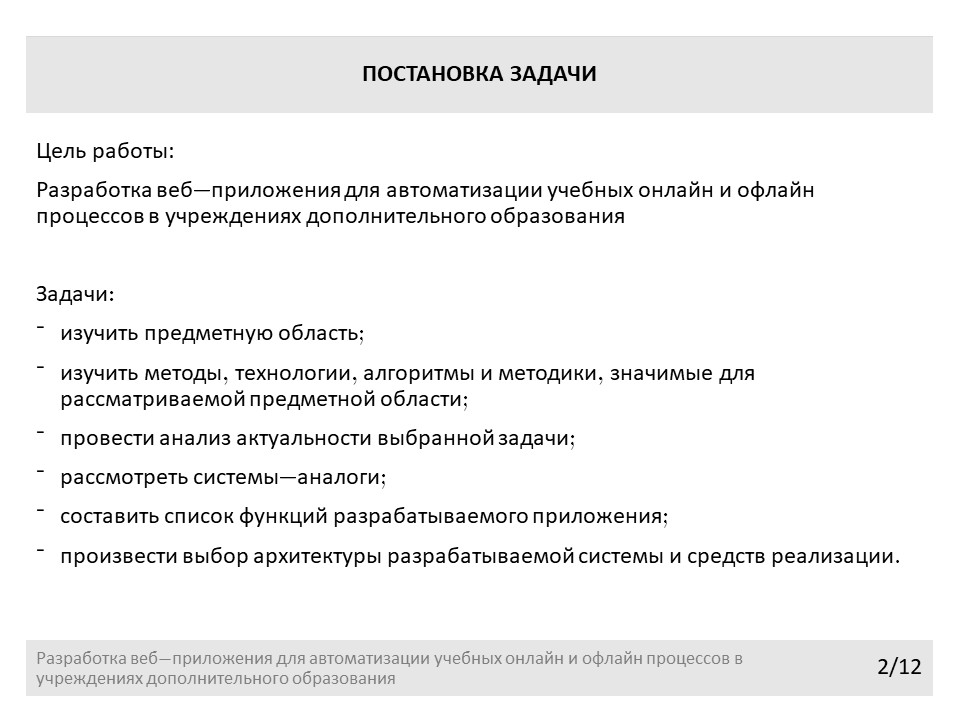 ПОСТАНОВКА ЗАДАЧИ
Цель работы:
Разработка веб—приложения для автоматизации учебных онлайн и офлайн
процессов в учреждениях дополнительного образования
Задачи:
- изучить предметную область;
- изучить методы, технологии, алгоритмы и методики, значимые для
рассматриваемой предметной области;
- провести анализ актуальности выбранной задачи;
- рассмотреть системы—аналоги;
- составить список функций разрабатываемого приложения;
- произвести выбор архитектуры разрабатываемой системы и средств реализации.
Разработка веб—приложения для автоматизации учебных онлайн и офлайн процессов в
учреждениях дополнительного образования
2/12